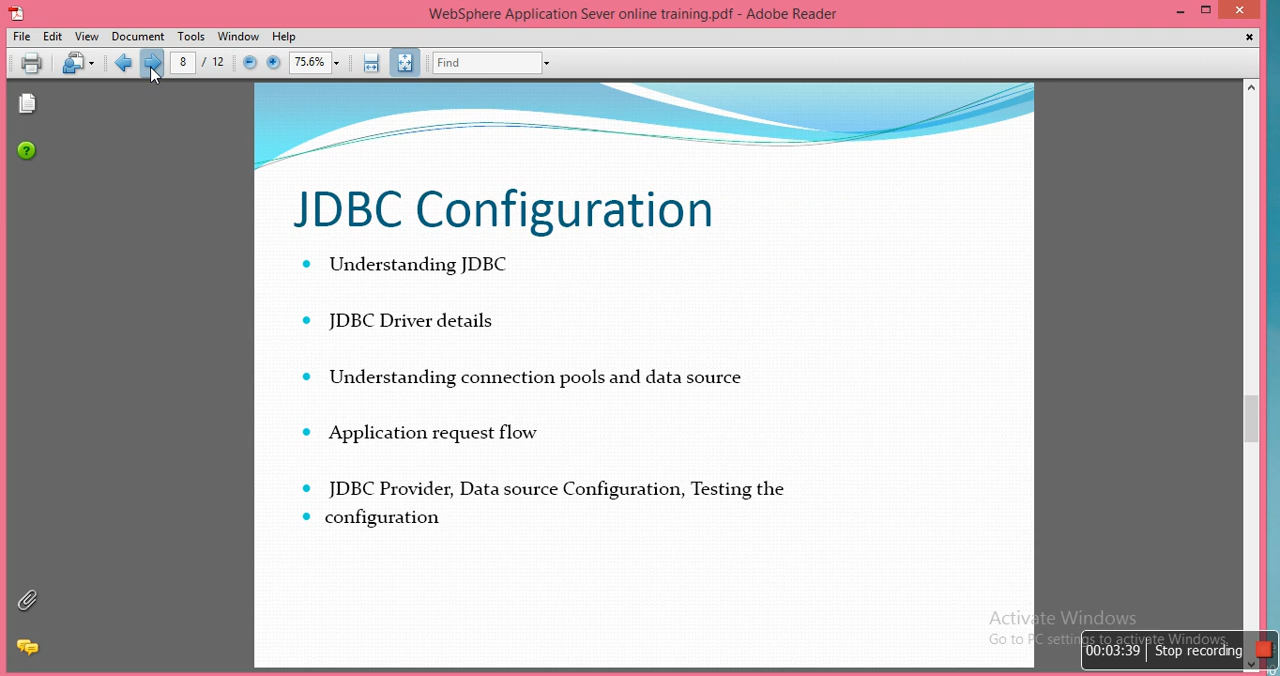 WebSphere Application Sever online training.pdf - Adobe Reader
File Edit View Document Tools Window Help
8 / 12 75.6% Find
JDBC Configuration
Understanding JDBC
JDBC Driver details
Understanding connection pools and data source
Application request flow
JDBC Provider, Data source Configuration, Testing the
configuration
Activate Windows
Go to PC settings to activate Windows.
00:03:39 Stop recording